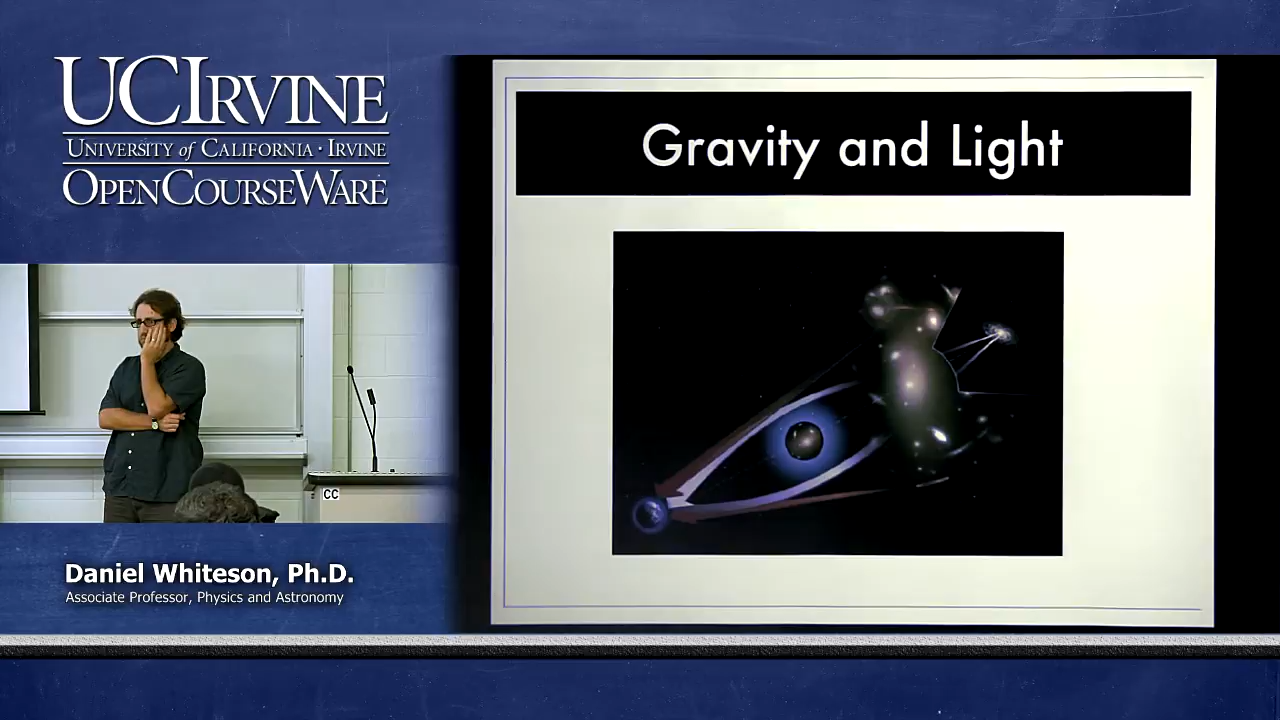 UCIRVINE
UNIVERSITY of CALIFORNIA · IRVINE
OPENCOURSEWARE
Gravity and Light
CC
Daniel Whiteson, Ph.D.
Associate Professor, Physics and Astronomy